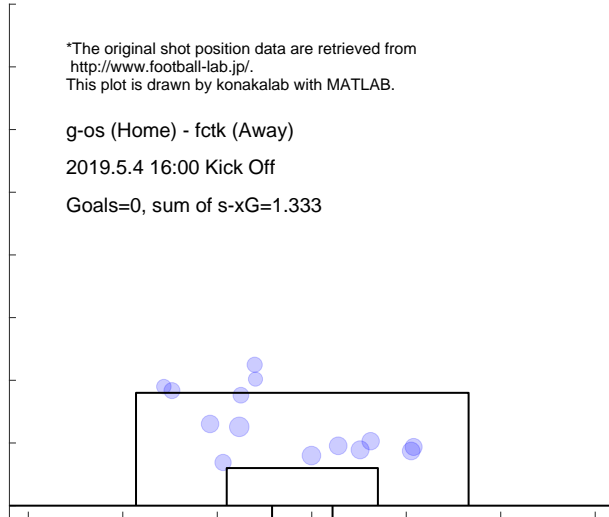 *The original shot position data are retrieved from
http://www.football-lab.jp/.
This plot is drawn by konakalab with MATLAB.
g-os (Home) - fctk (Away)
2019.5.4 16:00 Kick Off
Goals=0, sum of s-xG=1.333